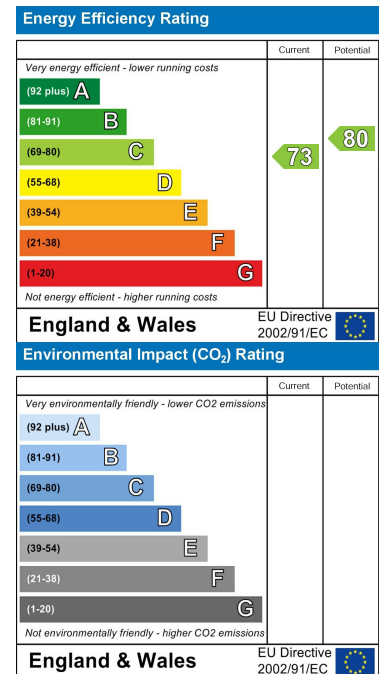 Energy Efficiency Rating
Current Potential
Very energy efficient - lower running costs
(92 plus) A
(81-91) B
(69-80) C
(55-68) D
(39-54) E
(21-38) F
(1-20) G
73
80
Not energy efficient - higher running costs
England & Wales
EU Directive
2002/91/EC
Environmental Impact (CO₂) Rating
Current Potential
Very environmentally friendly - lower CO2 emissions
(92 plus) A
(81-91) B
(69-80) C
(55-68) D
(39-54) E
(21-38) F
(1-20) G
Not environmentally friendly - higher CO2 emissions
England & Wales
EU Directive
2002/91/EC